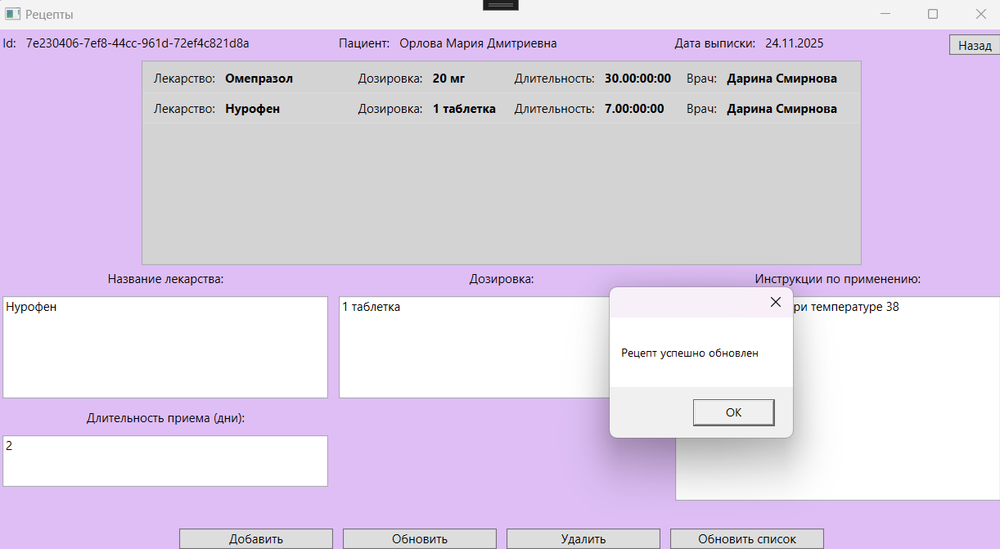 Рецепты
Id: 7e230406-7ef8-44cc-961d-72ef4c821d8a Пациент: Орлова Мария Дмитриевна Дата выписки: 24.11.2025 Назад
Лекарство: Омепразол Дозировка: 20 мг Длительность: 30.00:00:00 Врач: Дарина Смирнова
Лекарство: Нурофен Дозировка: 1 таблетка Длительность: 7.00:00:00 Врач: Дарина Смирнова
Название лекарства: Дозировка: Инструкции по применению:
Нурофен 1 таблетка ри температуре 38
Рецепт успешно обновлен
OK
Длительность приема (дни):
2
Добавить Обновить Удалить Обновить список